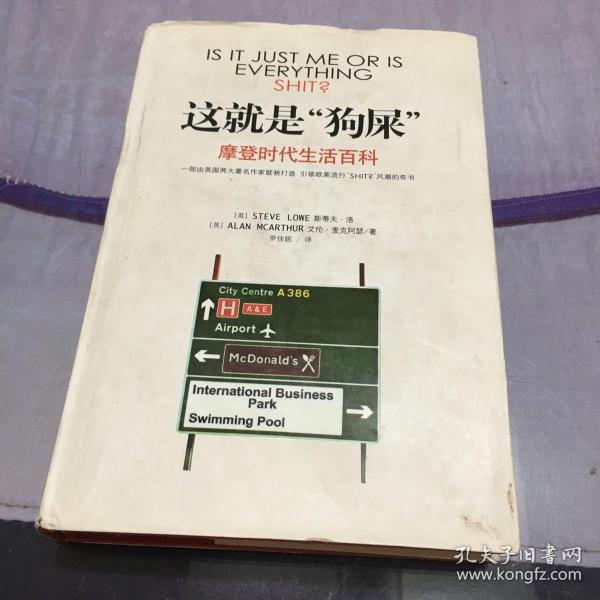 IS IT JUST ME OR IS
EVERYTHING
SHIT?
这就是“狗屎”
摩登时代生活百科
一部由英国两大著名作家联袂打造、引领欧美流行“SHIT?”风潮的奇书
［英］STEVE LOWE 斯蒂夫·洛
［英］ALAN MCARTHUR 艾伦·麦克阿瑟/著
罗佳妮 / 译
City Centre A386
H A&E
Airport
McDonald's
International Business
Park
Swimming Pool
孔夫子旧书网
www.kongfz.com